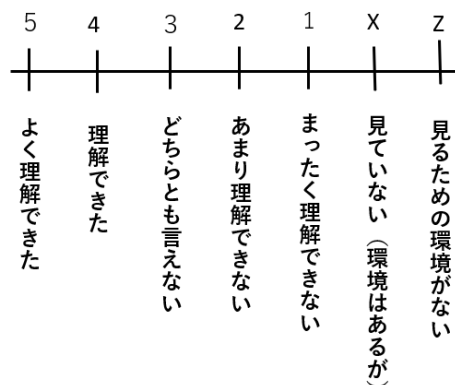 5 4 3 2 1 X Z
よく理解できた
理解できた
どちらとも言えない
あまり理解できない
まったく理解できない
見ていない（環境はあるが）
見るための環境がない